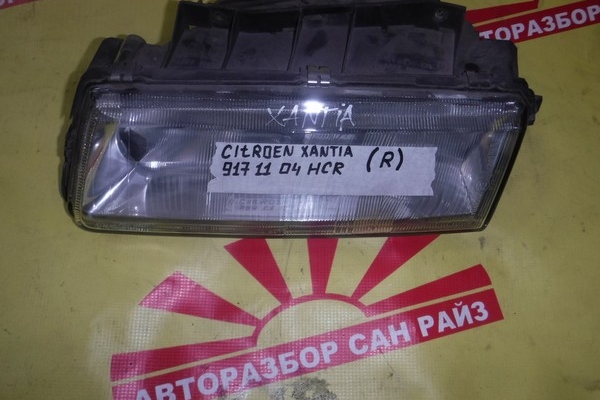 АВТОРАЗБОР
XANTIA
CITROEN XANTIA (R)
917 11 04 HCR
АВТОРАЗБОР САН РАЙЗ